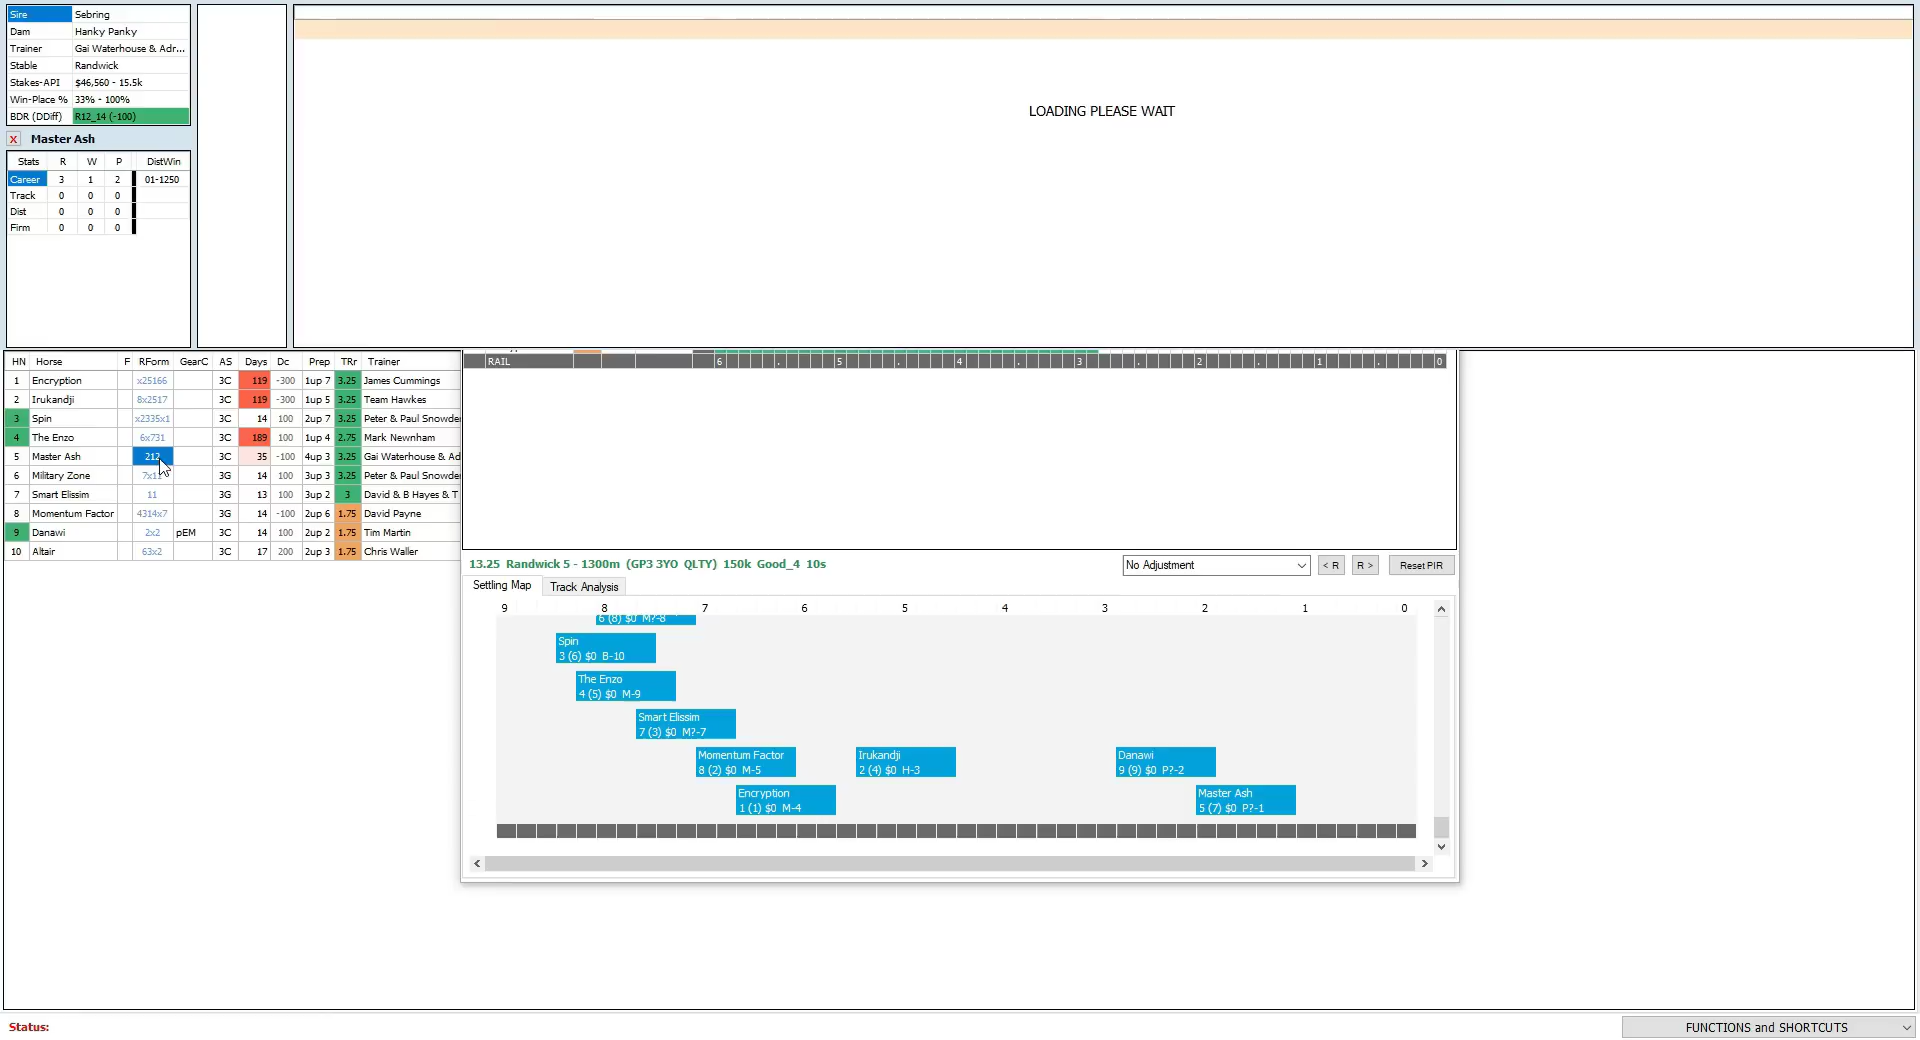 Sire Sebring
Dam Hanky Panky
Trainer Gai Waterhouse & Adr...
Stable Randwick
Stakes-API $46,560 - 15.5k
Win-Place % 33% - 100%
BDR (DDiff) R12_14 (-100)
X Master Ash
Stats R W P DistWin
Career 3 1 2 01-1250
Track 0 0 0
Dist 0 0 0
Firm 0 0 0
LOADING PLEASE WAIT
HN Horse F RForm GearC AS Days Dc Prep TRr Trainer
1 Encryption x25166 3C 119 -300 1up 7 3.25 James Cummings
2 Irukandji 8x2517 3C 119 -300 1up 5 3.25 Team Hawkes
3 Spin x2335x1 3C 14 100 2up 7 3.25 Peter & Paul Snowde
4 The Enzo 6x731 3C 189 100 1up 4 2.75 Mark Newnham
5 Master Ash 212 3C 35 -100 4up 3 3.25 Gai Waterhouse & Ad
6 Military Zone 7x11 3G 14 100 3up 3 3.25 Peter & Paul Snowde
7 Smart Elissim 11 3G 13 100 3up 2 3 David & B Hayes & T
8 Momentum Factor 4314x7 3G 14 -100 2up 6 1.75 David Payne
9 Danawi 2x2 pEM 3C 14 100 2up 2 1.75 Tim Martin
10 Altair 63x2 3C 17 200 2up 3 1.75 Chris Waller
RAIL 6 . 5 . 4 . 3 . 2 . 1 . 0
13.25 Randwick 5 - 1300m (GP3 3YO QLTY) 150k Good_4 10s
No Adjustment < R R > Reset PIR
Settling Map Track Analysis
9 8 7 6 5 4 3 2 1 0
6 (8) $0 M?-8
Spin
3 (6) $0 B-10
The Enzo
4 (5) $0 M-9
Smart Elissim
7 (3) $0 M?-7
Momentum Factor
8 (2) $0 M-5
Irukandji
2 (4) $0 H-3
Danawi
9 (9) $0 P?-2
Encryption
1 (1) $0 M-4
Master Ash
5 (7) $0 P?-1
Status:
FUNCTIONS and SHORTCUTS